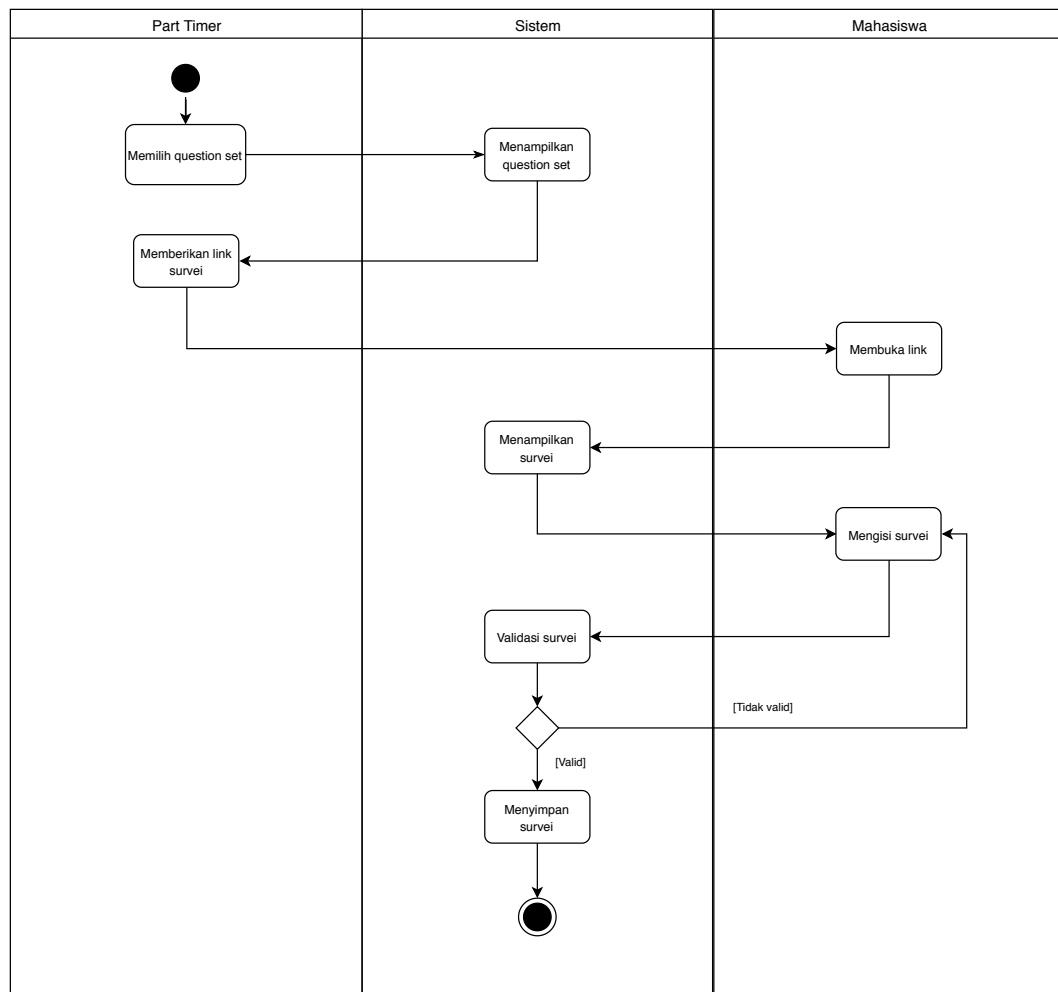 Part Timer
Sistem
Mahasiswa
Memilih question set
Menampilkan
question set
Memberikan link
survei
Membuka link
Menampilkan
survei
Mengisi survei
Validasi survei
[Tidak valid]
[Valid]
Menyimpan
survei